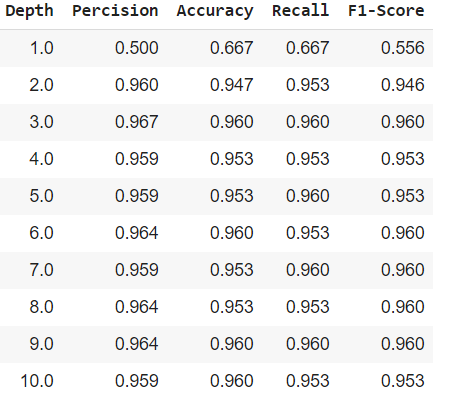 Depth Percision Accuracy Recall F1-Score
1.0 0.500 0.667 0.667 0.556
2.0 0.960 0.947 0.953 0.946
3.0 0.967 0.960 0.960 0.960
4.0 0.959 0.953 0.953 0.953
5.0 0.959 0.953 0.960 0.953
6.0 0.964 0.960 0.953 0.960
7.0 0.959 0.953 0.960 0.960
8.0 0.964 0.953 0.953 0.960
9.0 0.964 0.960 0.960 0.960
10.0 0.959 0.960 0.953 0.953